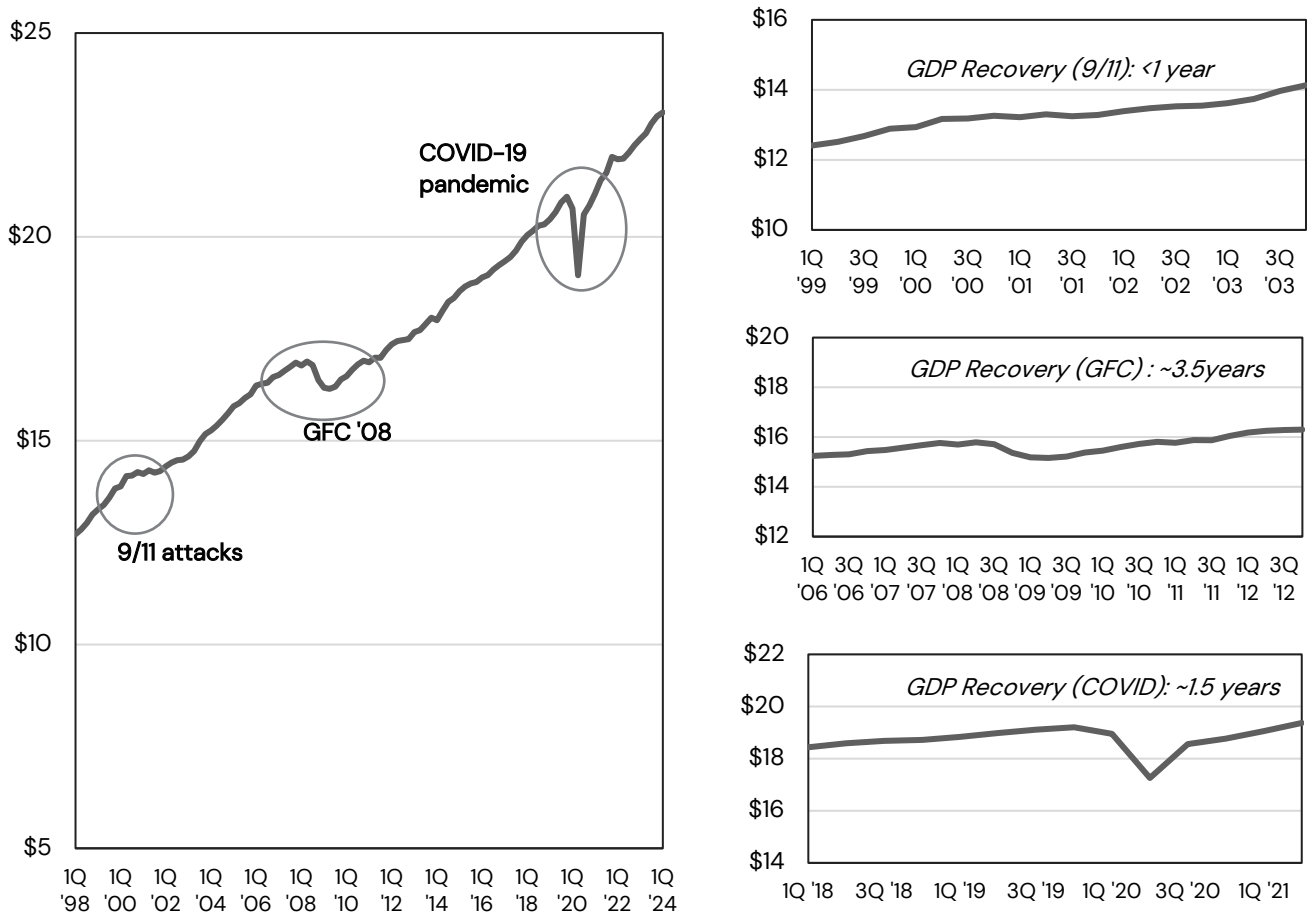 $25
$20
$15
$10
$5
COVID-19
pandemic
GFC '08
9/11 attacks
1Q 1Q 1Q 1Q 1Q 1Q 1Q 1Q 1Q 1Q 1Q 1Q 1Q 1Q
'98 '00 '02 '04 '06 '08 '10 '12 '14 '16 '18 '20 '22 '24
$16
$14
$12
$10
GDP Recovery (9/11): <1 year
1Q 3Q 1Q 3Q 1Q 3Q 1Q 3Q 1Q 3Q
'99 '99 '00 '00 '01 '01 '02 '02 '03 '03
$20
$18
$16
$14
$12
GDP Recovery (GFC) : ~3.5years
1Q 3Q 1Q 3Q 1Q 3Q 1Q 3Q 1Q 3Q 1Q 3Q 1Q 3Q
'06 '06 '07 '07 '08 '08 '09 '09 '10 '10 '11 '11 '12 '12
$22
$20
$18
$16
$14
GDP Recovery (COVID): ~1.5 years
1Q '18 3Q '18 1Q '19 3Q '19 1Q '20 3Q '20 1Q '21